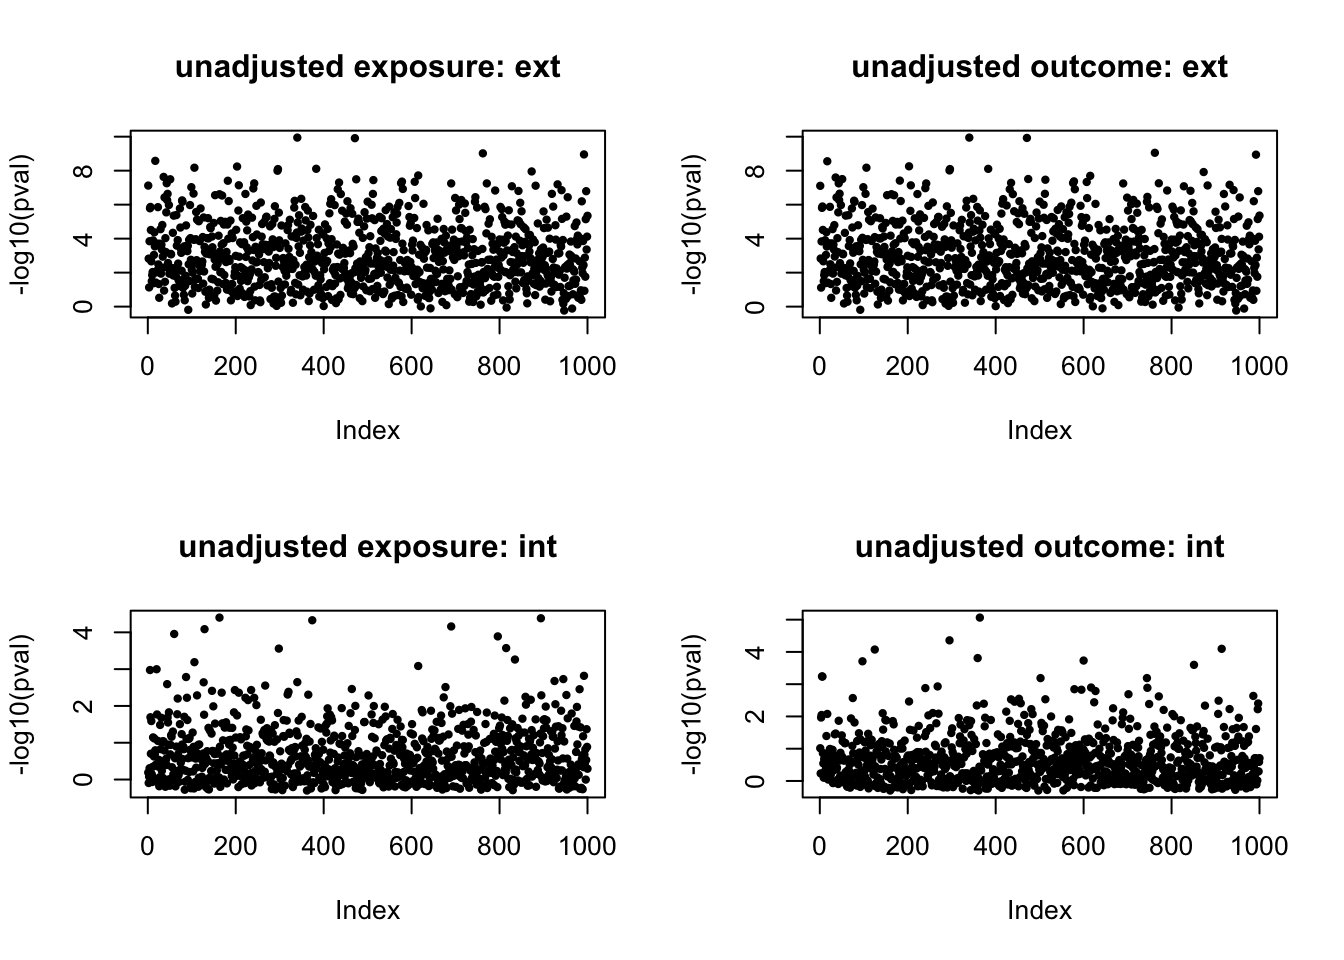 unadjusted exposure: ext
-log10(pval)
8
4
0
0 200 400 600 800 1000
Index
unadjusted outcome: ext
-log10(pval)
8
4
0
0 200 400 600 800 1000
Index
unadjusted exposure: int
-log10(pval)
4
2
0
0 200 400 600 800 1000
Index
unadjusted outcome: int
-log10(pval)
4
2
0
0 200 400 600 800 1000
Index